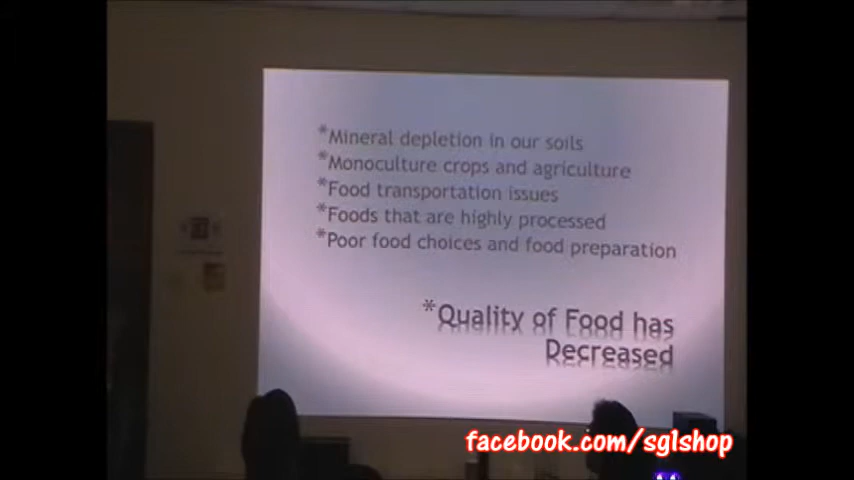 *Mineral depletion in our soils
*Monoculture crops and agriculture
*Food transportation issues
*Foods that are highly processed
*Poor food choices and food preparation
*Quality of Food has
Decreased
facebook.com/sglshop